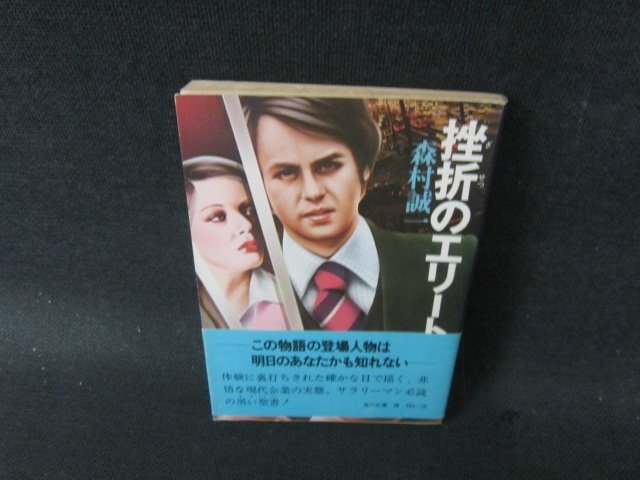 挫折のエリート
ざせつ
森村誠一
この物語の登場人物は
明日のあなたかも知れない
体験に裏打ちされた確かな目で描く、非
情な現代企業の実態。サラリーマン必読
の黒い聖書！